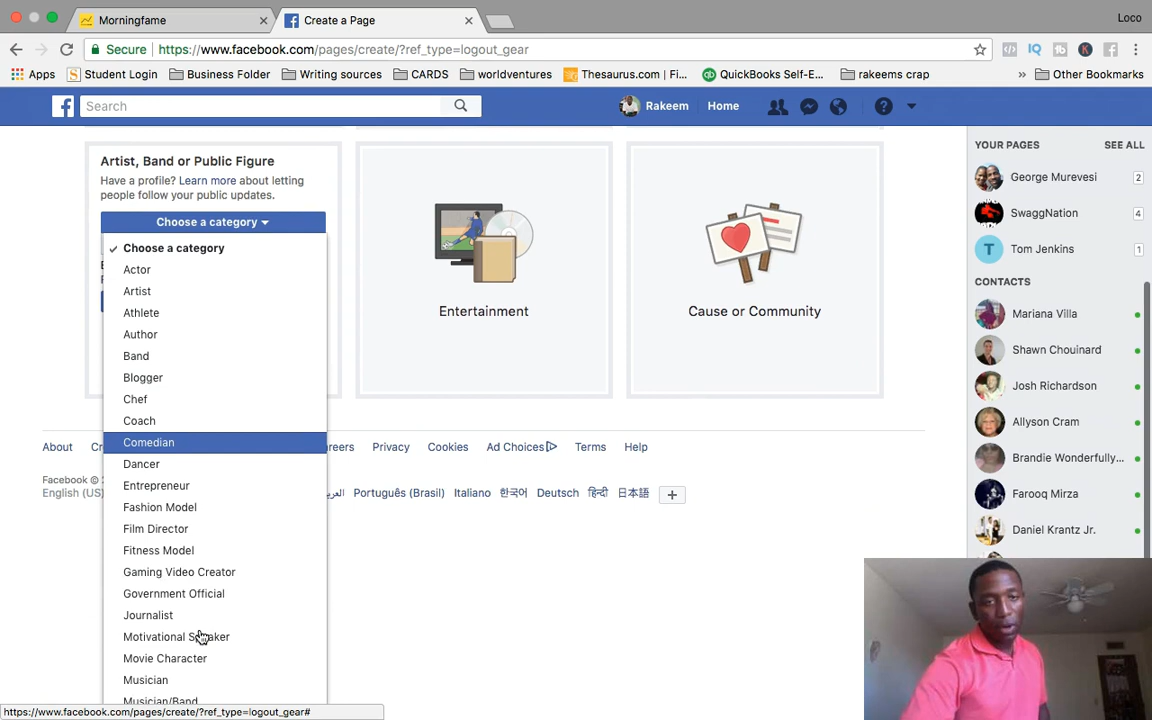 Morningfame
Create a Page
Loco
Secure https://www.facebook.com/pages/create/?ref_type=logout_gear
Apps
Student Login
Business Folder
Writing sources
CARDS
worldventures
Thesaurus.com | Fi...
QuickBooks Self-E...
rakeems crap
» Other Bookmarks
Search
Rakeem
Home
YOUR PAGES
SEE ALL
George Murevesi
2
SwaggNation
4
T
Tom Jenkins
1
CONTACTS
Mariana Villa
Shawn Chouinard
Josh Richardson
Allyson Cram
Brandie Wonderfully...
Farooq Mirza
Daniel Krantz Jr.
Artist, Band or Public Figure
Have a profile? Learn more about letting
people follow your public updates.
Choose a category
Choose a category
Actor
Artist
Athlete
Author
Band
Blogger
Chef
Coach
Comedian
Dancer
Entrepreneur
Fashion Model
Film Director
Fitness Model
Gaming Video Creator
Government Official
Journalist
Motivational Speaker
Movie Character
Musician
Musician/Band
Entertainment
Cause or Community
About
Privacy
Cookies
Ad Choices
Terms
Help
Facebook ©
English (US)
Português (Brasil)
Italiano
한국어
Deutsch
हिन्दी
日本語
https://www.facebook.com/pages/create/?ref_type=logout_gear#